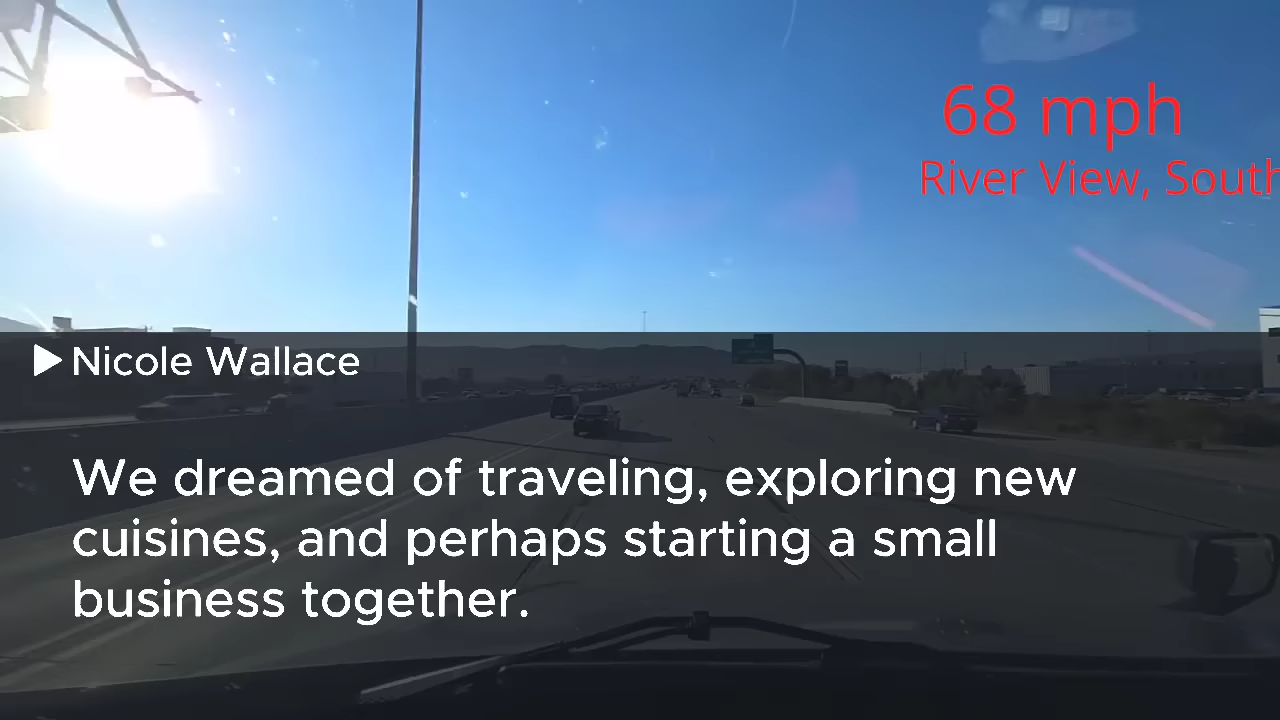 68 mph
River View, South
Nicole Wallace
We dreamed of traveling, exploring new
cuisines, and perhaps starting a small
business together.